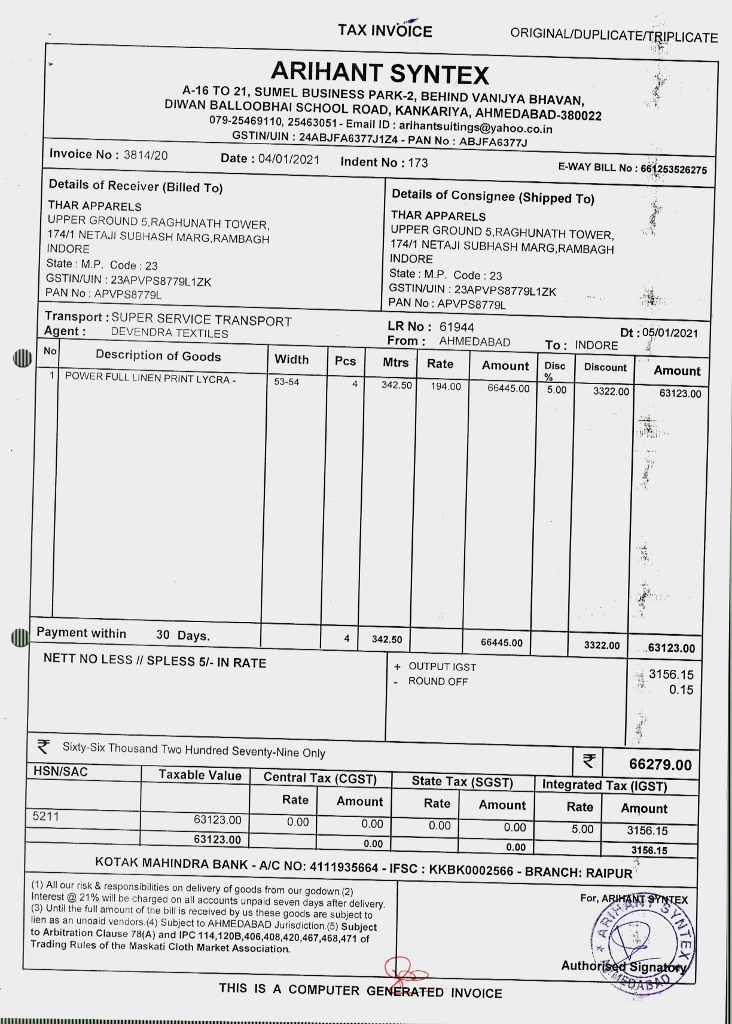 TAX INVOICE
ORIGINAL/DUPLICATE/TRIPLICATE
ARIHANT SYNTEX
A-16 TO 21, SUMEL BUSINESS PARK-2, BEHIND VANIJYA BHAVAN,
DIWAN BALLOOBHAI SCHOOL ROAD, KANKARIYA, AHMEDABAD-380022
079-25469110, 25463051 - Email ID : arihantsuitings@yahoo.co.in
GSTIN/UIN : 24ABJFA6377J1Z4 - PAN No : ABJFA6377J
Invoice No : 3814/20 Date : 04/01/2021 Indent No : 173 E-WAY BILL No : 661253526275
Details of Receiver (Billed To)
THAR APPARELS
UPPER GROUND 5,RAGHUNATH TOWER,
174/1 NETAJI SUBHASH MARG,RAMBAGH
INDORE
State : M.P. Code : 23
GSTIN/UIN : 23APVPS8779L1ZK
PAN No : APVPS8779L
Details of Consignee (Shipped To)
THAR APPARELS
UPPER GROUND 5,RAGHUNATH TOWER,
174/1 NETAJI SUBHASH MARG,RAMBAGH
INDORE
State : M.P. Code : 23
GSTIN/UIN : 23APVPS8779L1ZK
PAN No : APVPS8779L
Transport : SUPER SERVICE TRANSPORT
Agent : DEVENDRA TEXTILES
LR No : 61944 Dt : 05/01/2021
From : AHMEDABAD To : INDORE
No Description of Goods Width Pcs Mtrs Rate Amount Disc % Discount Amount
1 POWER FULL LINEN PRINT LYCRA - 53-54 4 342.50 194.00 66445.00 5.00 3322.00 63123.00
Payment within 30 Days. 4 342.50 66445.00 3322.00 63123.00
NETT NO LESS // SPLESS 5/- IN RATE
+ OUTPUT IGST 3156.15
- ROUND OFF 0.15
₹ Sixty-Six Thousand Two Hundred Seventy-Nine Only ₹ 66279.00
HSN/SAC Taxable Value Central Tax (CGST) State Tax (SGST) Integrated Tax (IGST)
Rate Amount Rate Amount Rate Amount
5211 63123.00 0.00 0.00 0.00 0.00 5.00 3156.15
63123.00 0.00 0.00 3156.15
KOTAK MAHINDRA BANK - A/C NO: 4111935664 - IFSC : KKBK0002566 - BRANCH: RAIPUR
(1) All our risk & responsibilities on delivery of goods from our godown.(2)
Interest @ 21% will be charged on all accounts unpaid seven days after delivery.
(3) Until the full amount of the bill is received by us these goods are subject to
lien as an unoaid vendors.(4) Subject to AHMEDABAD Jurisdiction.(5) Subject
to Arbitration Clause 78(A) and IPC 114,120B,406,408,420,467,468,471 of
Trading Rules of the Maskati Cloth Market Association.
For, ARIHANT SYNTEX
ARIHANT SYNTEX
AHMEDABAD
Authorised Signatory
THIS IS A COMPUTER GENERATED INVOICE